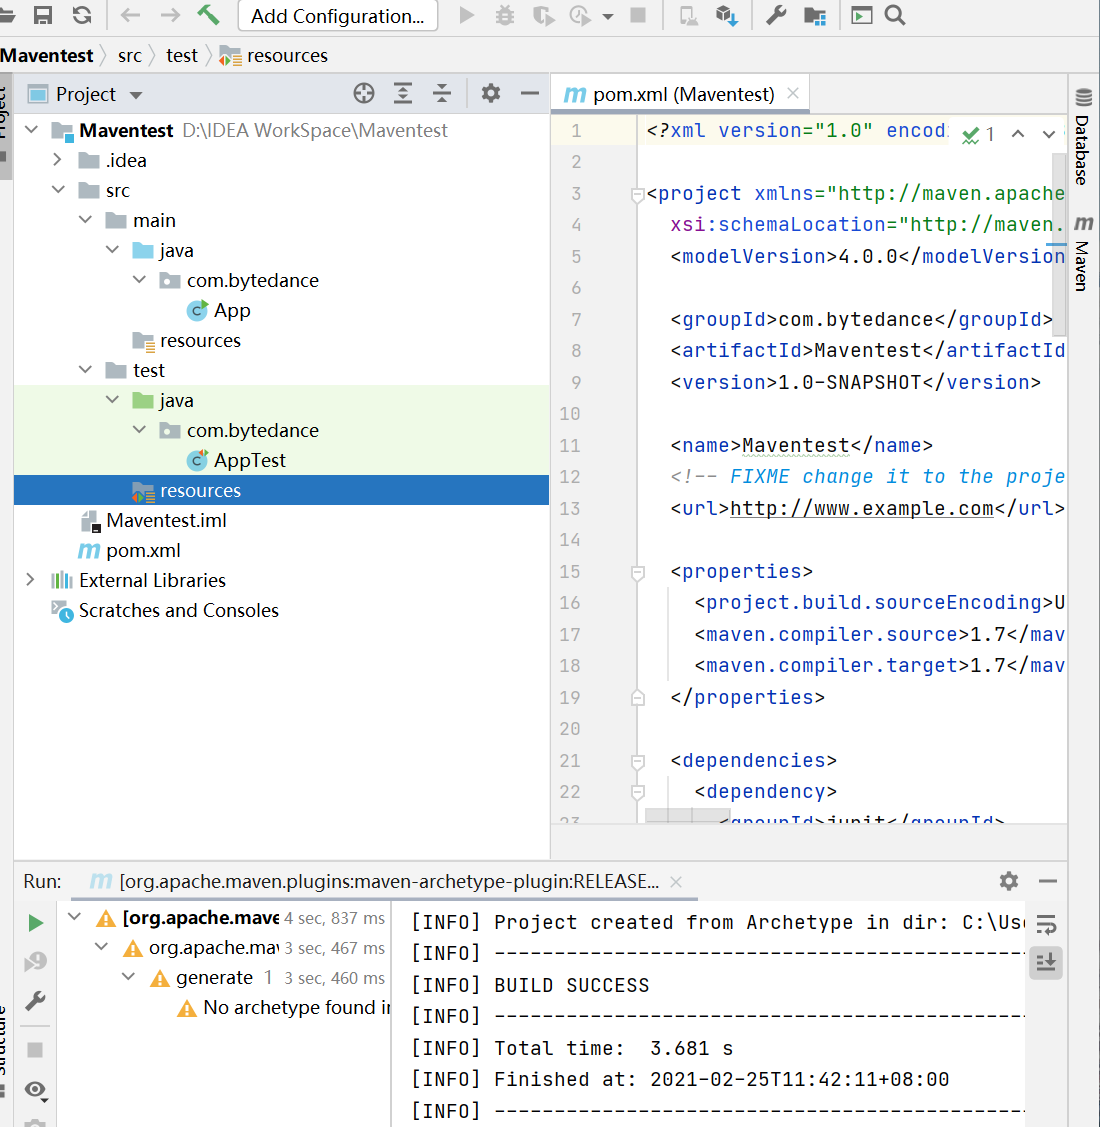 Add Configuration...
Maventest src test resources
Project
Maventest D:\IDEA WorkSpace\Maventest
.idea
src
main
java
com.bytedance
App
resources
test
java
com.bytedance
AppTest
resources
Maventest.iml
pom.xml
External Libraries
Scratches and Consoles
pom.xml (Maventest)
1 <?xml version="1.0" encod 1
2
3 <project xmlns="http://maven.apache
4 xsi:schemaLocation="http://maven.
5 <modelVersion>4.0.0</modelVersion
6
7 <groupId>com.bytedance</groupId>
8 <artifactId>Maventest</artifactId
9 <version>1.0-SNAPSHOT</version>
10
11 <name>Maventest</name>
12 <!-- FIXME change it to the proje
13 <url>http://www.example.com</url>
14
15 <properties>
16 <project.build.sourceEncoding>U
17 <maven.compiler.source>1.7</mav
18 <maven.compiler.target>1.7</mav
19 </properties>
20
21 <dependencies>
22 <dependency>
23 <groupId>junit</groupId>
Database
Maven
Run: [org.apache.maven.plugins:maven-archetype-plugin:RELEASE...
[org.apache.mave 4 sec, 837 ms
org.apache.ma 3 sec, 467 ms
generate 1 3 sec, 460 ms
No archetype found i
[INFO] Project created from Archetype in dir: C:\Use
[INFO] --------------------------------------------
[INFO] BUILD SUCCESS
[INFO] --------------------------------------------
[INFO] Total time:  3.681 s
[INFO] Finished at: 2021-02-25T11:42:11+08:00
[INFO] --------------------------------------------
Structure